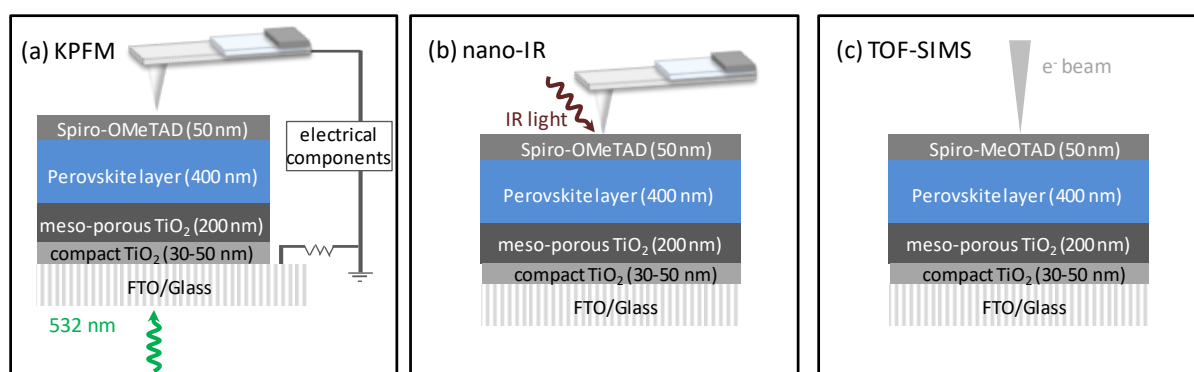 (a) KPFM
Spiro-OMeTAD (50 nm)
Perovskite layer (400 nm)
meso-porous TiO₂ (200 nm)
compact TiO₂ (30-50 nm)
FTO/Glass
532 nm
electrical
components
(b) nano-IR
IR light
Spiro-OMeTAD (50 nm)
Perovskite layer (400 nm)
meso-porous TiO₂ (200 nm)
compact TiO₂ (30-50 nm)
FTO/Glass
(c) TOF-SIMS
e⁻ beam
Spiro-MeOTAD (50 nm)
Perovskite layer (400 nm)
meso-porous TiO₂ (200 nm)
compact TiO₂ (30-50 nm)
FTO/Glass